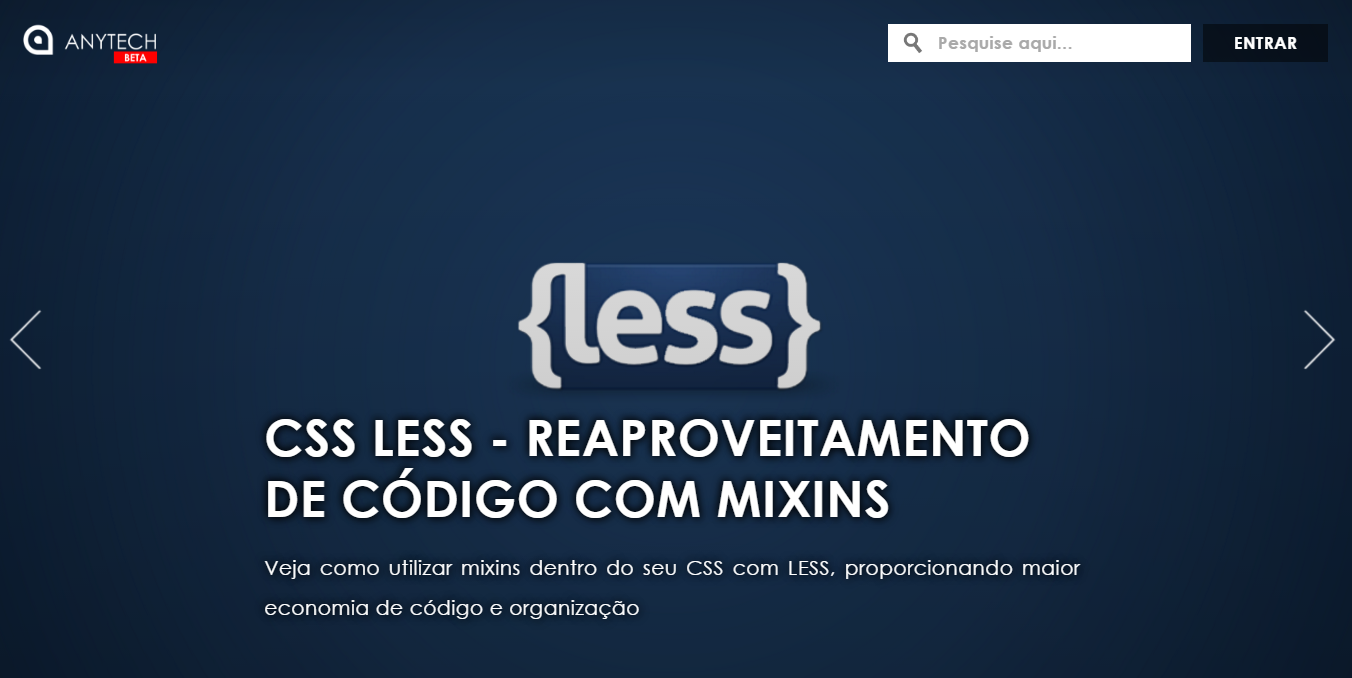 ANYTECH
BETA
Pesquise aqui...
ENTRAR
{less}
CSS LESS - REAPROVEITAMENTO
DE CÓDIGO COM MIXINS
Veja como utilizar mixins dentro do seu CSS com LESS, proporcionando maior
economia de código e organização